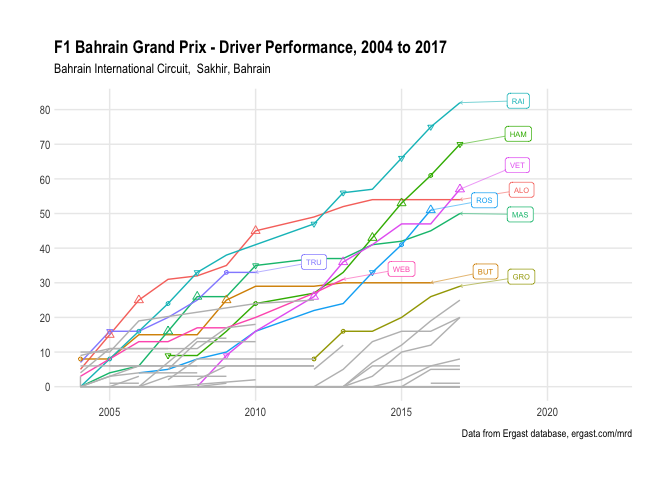 F1 Bahrain Grand Prix - Driver Performance, 2004 to 2017
Bahrain International Circuit,  Sakhir, Bahrain
80
70
60
50
40
30
20
10
0
RAI
HAM
VET
ALO
ROS
MAS
TRU
WEB
BUT
GRO
2005
2010
2015
2020
Data from Ergast database, ergast.com/mrd